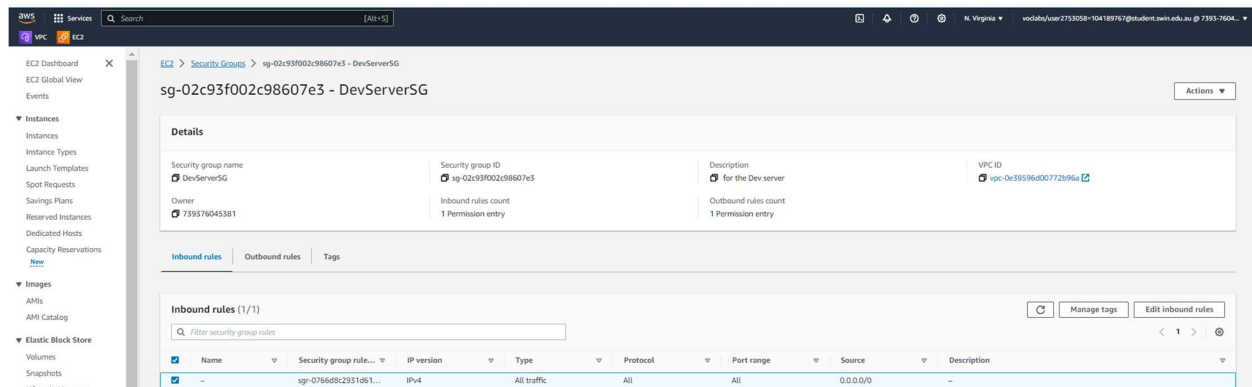 aws Services Search [Alt+S] N. Virginia voclabs/user2753058=104189767@student.swin.edu.au @ 7393-7604...
VPC EC2
EC2 Dashboard
EC2 Global View
Events
Instances
Instances
Instance Types
Launch Templates
Spot Requests
Savings Plans
Reserved Instances
Dedicated Hosts
Capacity Reservations
New
Images
AMIs
AMI Catalog
Elastic Block Store
Volumes
Snapshots
EC2 > Security Groups > sg-02c93f002c98607e3 - DevServerSG
sg-02c93f002c98607e3 - DevServerSG Actions
Details
Security group name Security group ID Description VPC ID
DevServerSG sg-02c93f002c98607e3 for the Dev server vpc-0e39596d00772b96a
Owner Inbound rules count Outbound rules count
739376045381 1 Permission entry 1 Permission entry
Inbound rules Outbound rules Tags
Inbound rules (1/1) Manage tags Edit inbound rules
Filter security group rules < 1 >
Name Security group rule... IP version Type Protocol Port range Source Description
– sgr-0766d8c2931d61... IPv4 All traffic All All 0.0.0.0/0 –